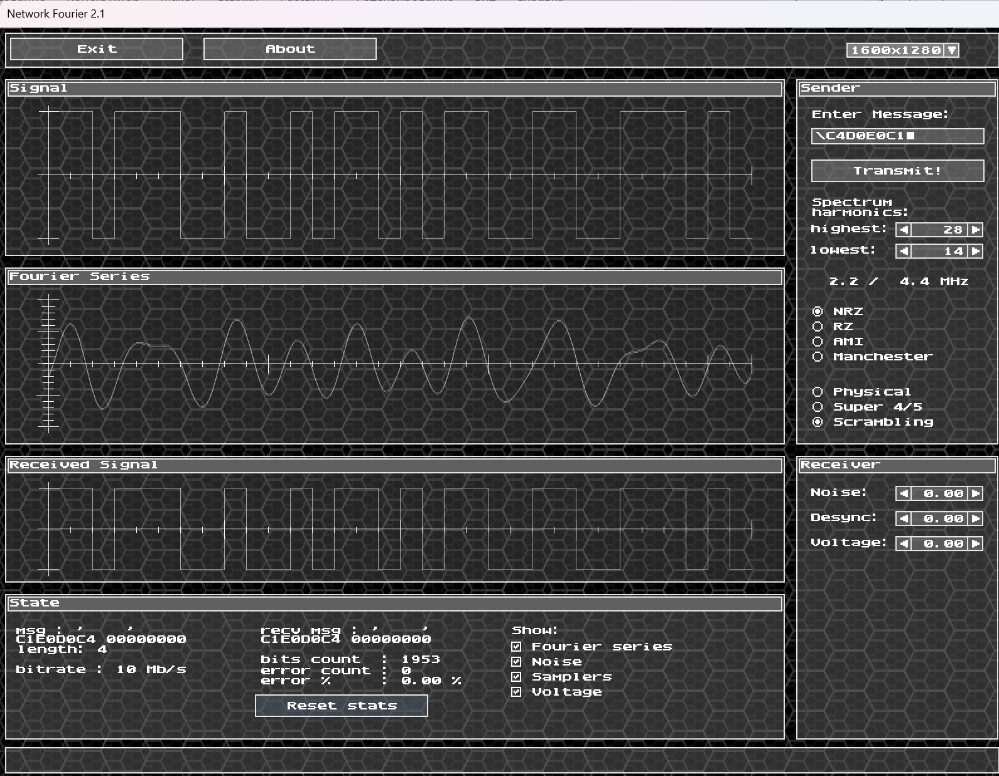 Network Fourier 2.1
Exit
About
1600x1280
Signal
Fourier Series
Received Signal
Sender
Enter Message:
\C4D0E0C1
Transmit!
Spectrum
harmonics:
highest: 28
lowest: 14
2.2 / 4.4 MHz
NRZ
RZ
AMI
Manchester
Physical
Super 4/5
Scrambling
Receiver
Noise: 0.00
Desync: 0.00
Voltage: 0.00
State
msg : ' '
C1E0D0C4 00000000
length: 4
bitrate : 10 Mb/s
recv msg : ' '
C1E0D0C4 00000000
bits count : 1953
error count : 0
error % : 0.00 %
Reset stats
Show:
Fourier series
Noise
Samplers
Voltage